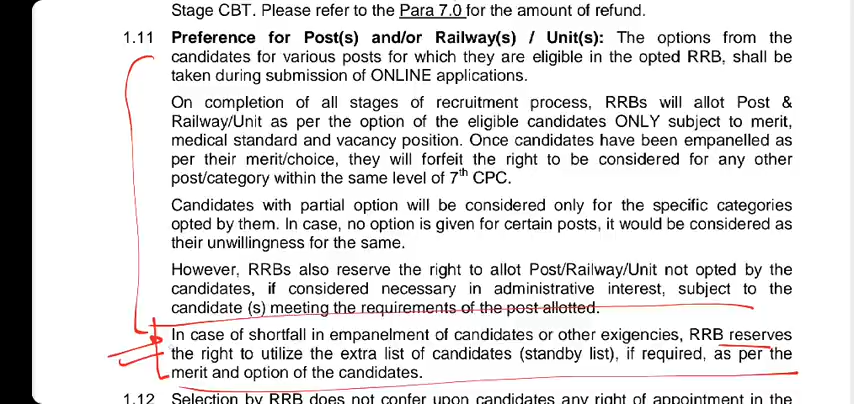 Stage CBT. Please refer to the Para 7.0 for the amount of refund.
1.11 Preference for Post(s) and/or Railway(s) / Unit(s): The options from the
candidates for various posts for which they are eligible in the opted RRB, shall be
taken during submission of ONLINE applications.
On completion of all stages of recruitment process, RRBs will allot Post &
Railway/Unit as per the option of the eligible candidates ONLY subject to merit,
medical standard and vacancy position. Once candidates have been empanelled as
per their merit/choice, they will forfeit the right to be considered for any other
post/category within the same level of 7th CPC.
Candidates with partial option will be considered only for the specific categories
opted by them. In case, no option is given for certain posts, it would be considered as
their unwillingness for the same.
However, RRBs also reserve the right to allot Post/Railway/Unit not opted by the
candidates, if considered necessary in administrative interest, subject to the
candidate (s) meeting the requirements of the post allotted.
In case of shortfall in empanelment of candidates or other exigencies, RRB reserves
the right to utilize the extra list of candidates (standby list), if required, as per the
merit and option of the candidates.
1.12 Selection by RRB does not confer upon candidates any right of appointment in the